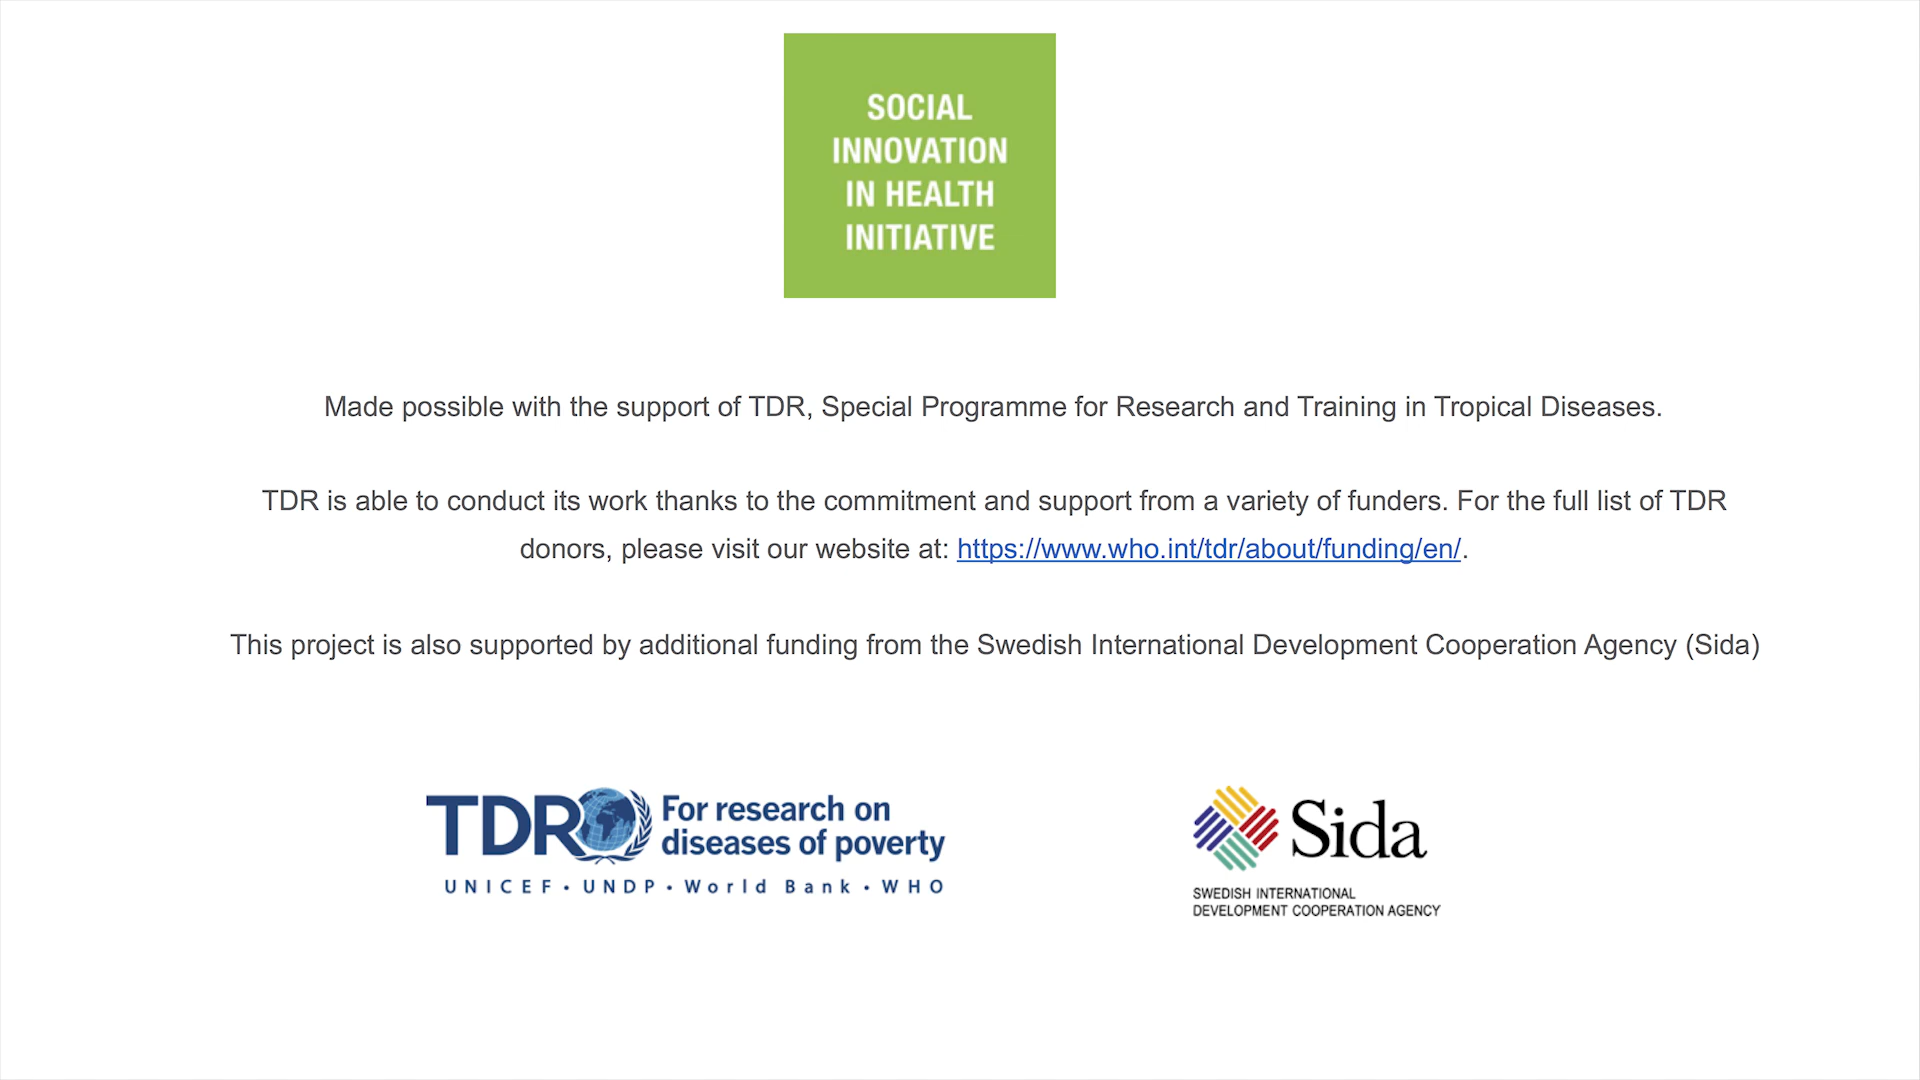 SOCIAL
INNOVATION
IN HEALTH
INITIATIVE
Made possible with the support of TDR, Special Programme for Research and Training in Tropical Diseases.
TDR is able to conduct its work thanks to the commitment and support from a variety of funders. For the full list of TDR
donors, please visit our website at: https://www.who.int/tdr/about/funding/en/.
This project is also supported by additional funding from the Swedish International Development Cooperation Agency (Sida)
TDR For research on
diseases of poverty
UNICEF • UNDP • World Bank • WHO
Sida
SWEDISH INTERNATIONAL
DEVELOPMENT COOPERATION AGENCY